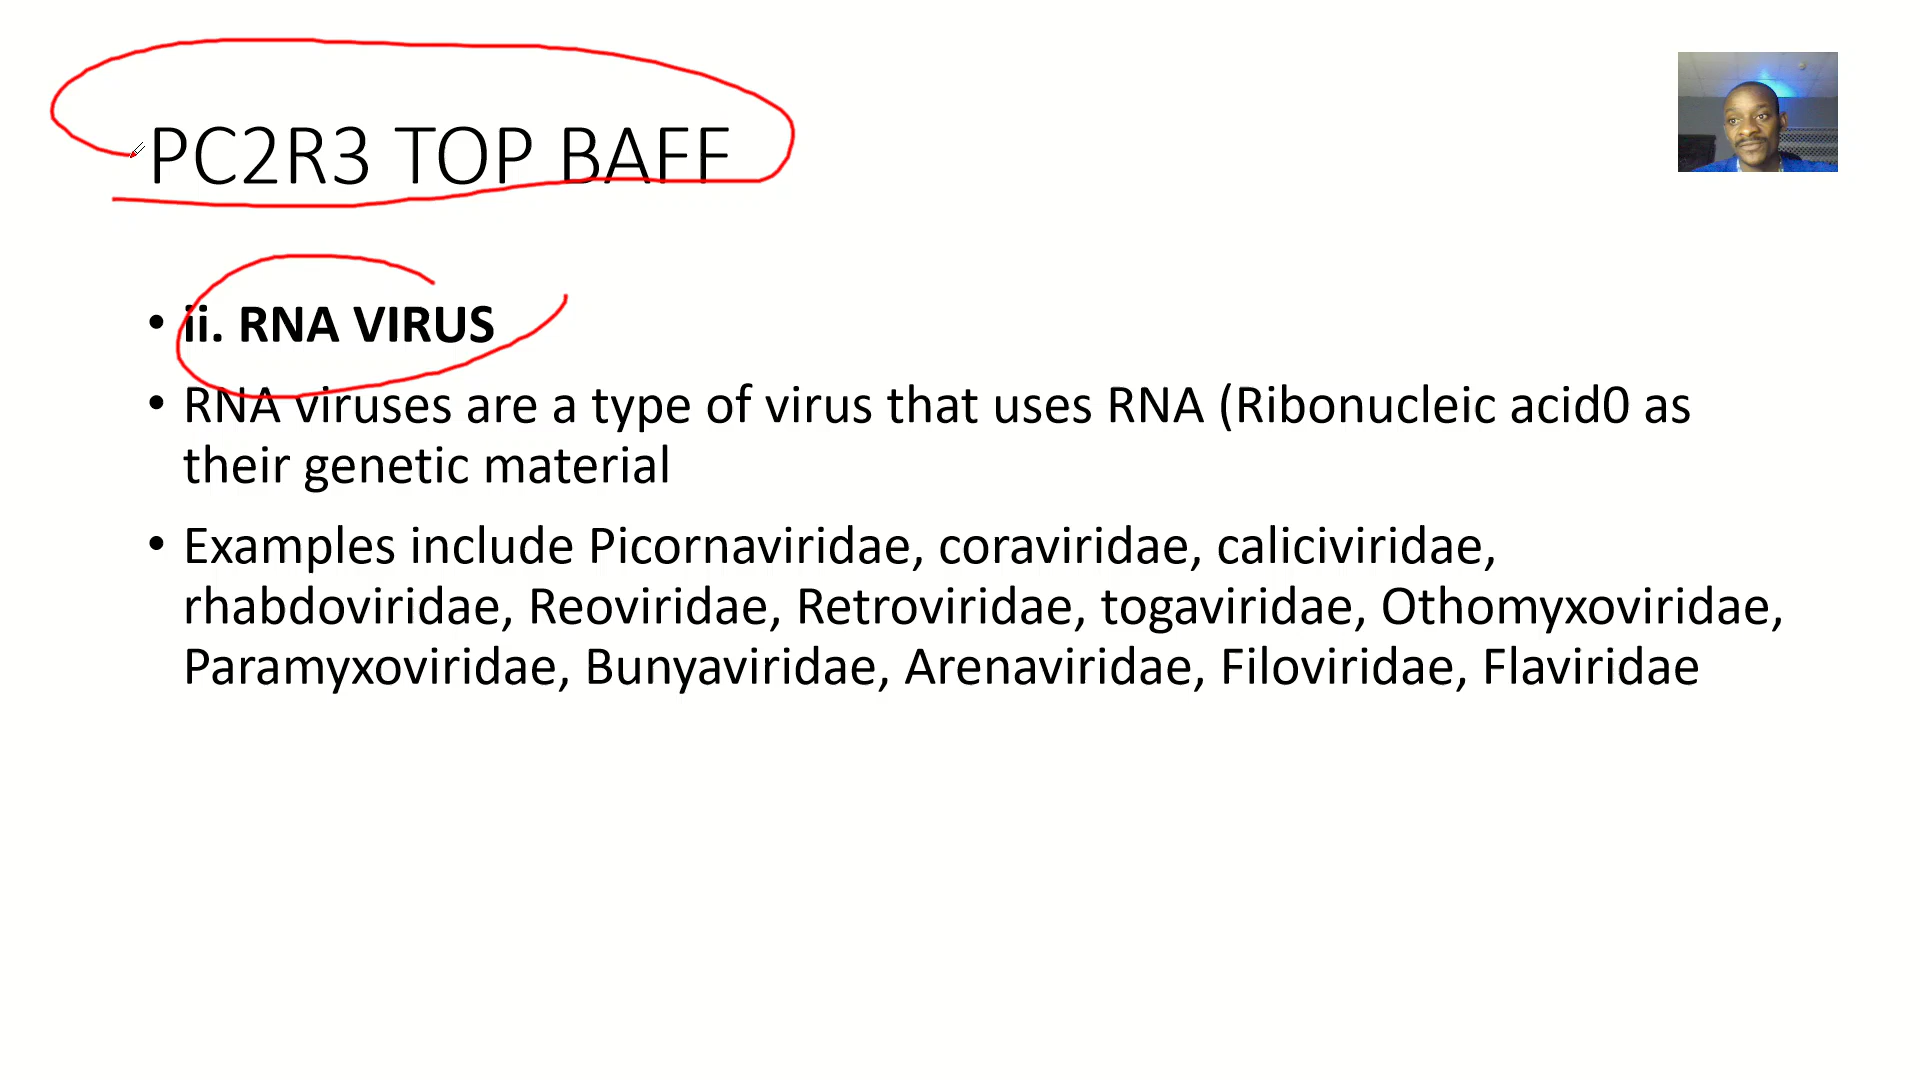 PC2R3 TOP BAFF
• ii. RNA VIRUS
• RNA viruses are a type of virus that uses RNA (Ribonucleic acid0 as
their genetic material
• Examples include Picornaviridae, coraviridae, caliciviridae,
rhabdoviridae, Reoviridae, Retroviridae, togaviridae, Othomyxoviridae,
Paramyxoviridae, Bunyaviridae, Arenaviridae, Filoviridae, Flaviridae